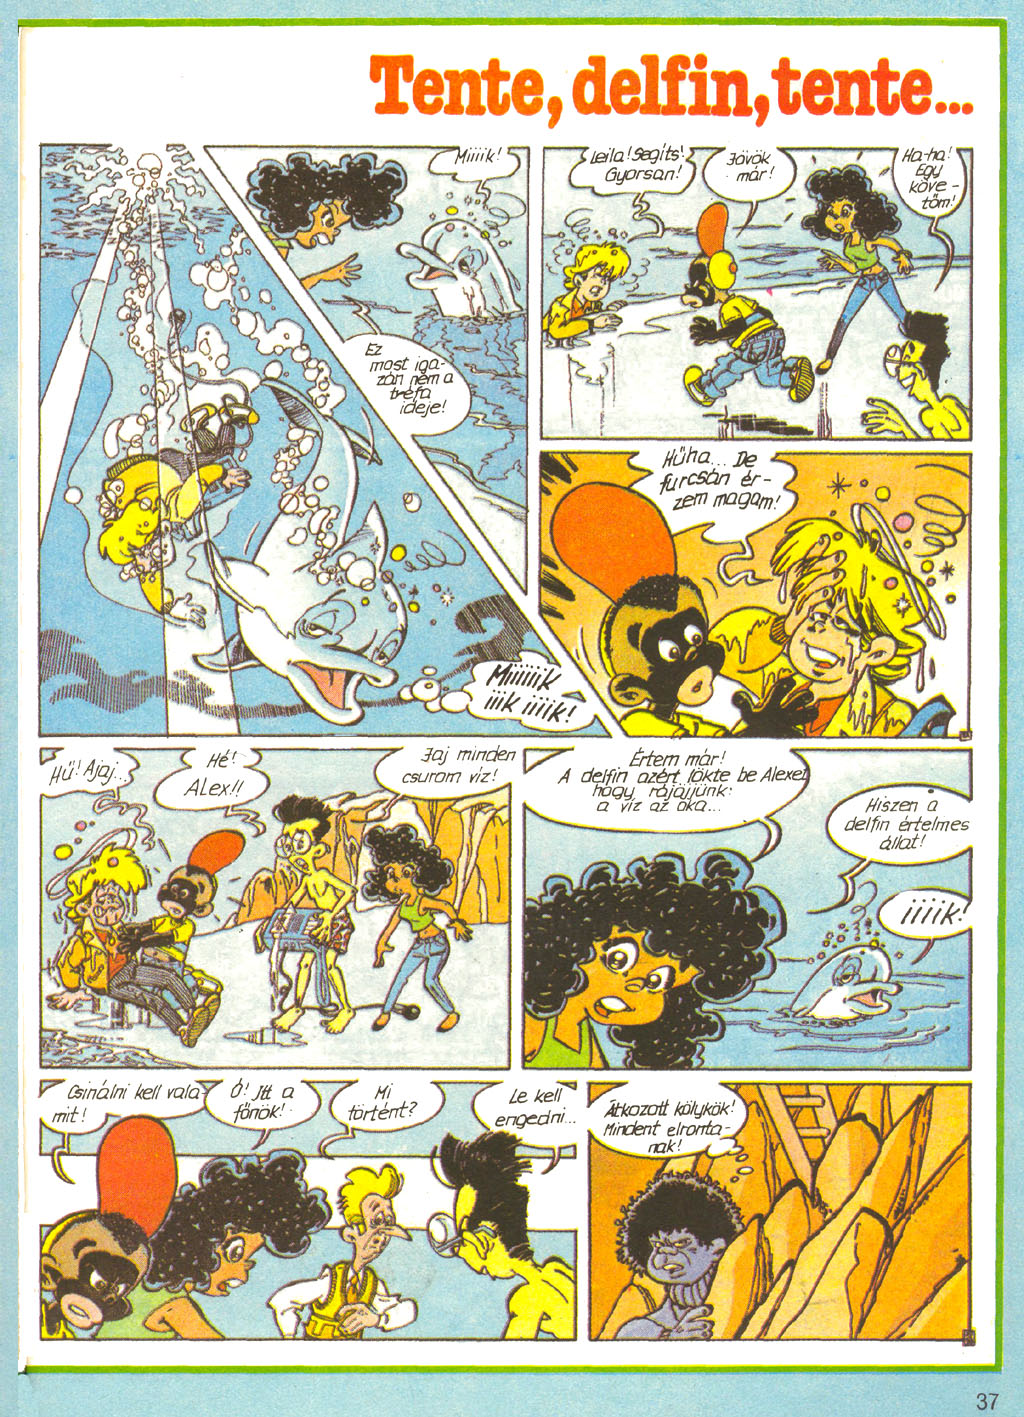 Tente, delfin, tente...
Miiiik!
Ez
most iga-
zán nem a
tréfa
ideje!
Miiiiiik
iiik iiiik!
Leila! Segíts!
Gyorsan!
Jövök
már!
Ha-ha!
Egy
köve-
tőm!
Hűha... De
furcsán ér-
zem magam!
Hű! Ajaj...
Hé!
ALex!!
Jaj minden
csurom víz!
Értem már!
A delfin azért lökte be Alexet
hogy rájöjjünk:
a víz az oka...
Hiszen a
delfin értelmes
állat!
iiiik!
Csinálni kell vala-
mit!
Ó! Itt a
főnök!
Mi
történt?
Le kell
engedni...
Átkozott kölykök!
Mindent elronta-
nak!
37